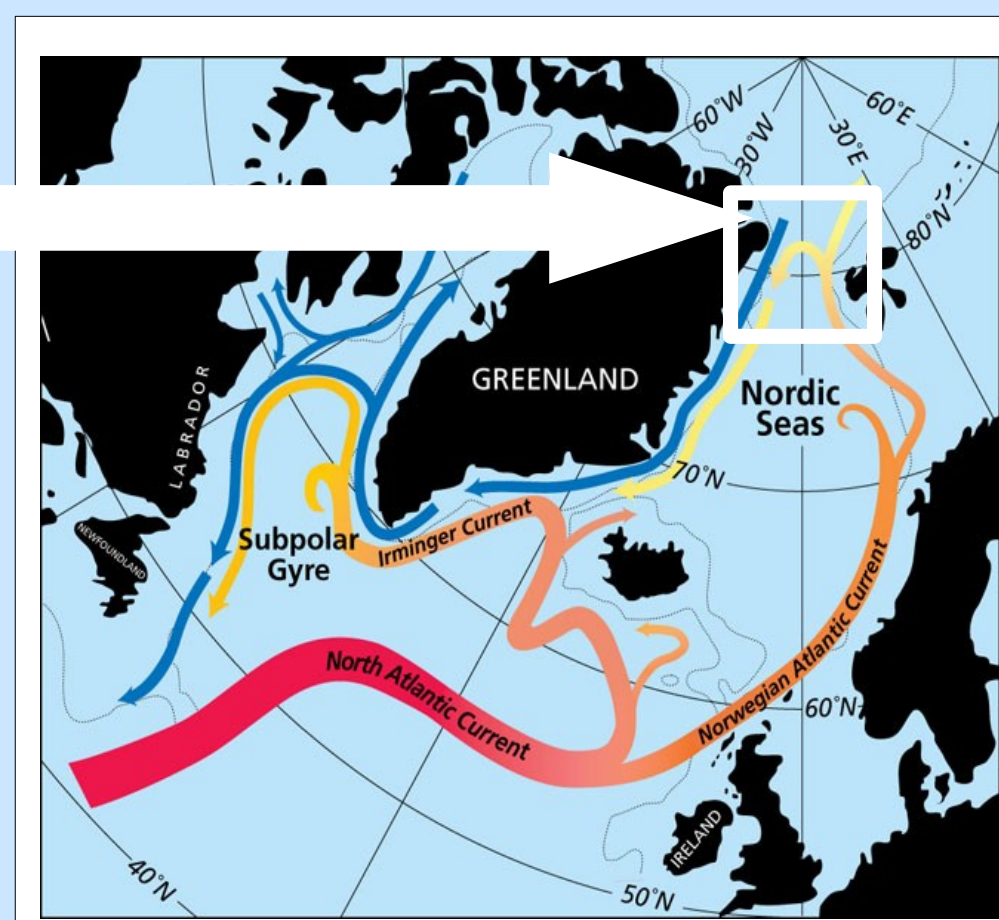 60°W
30°W
30°E
60°E
80°N
GREENLAND
Nordic
Seas
LABRADOR
70°N
NEWFOUNDLAND
Subpolar
Gyre
Irminger Current
North Atlantic Current
Norwegian Atlantic Current
60°N
IRELAND
40°N
50°N